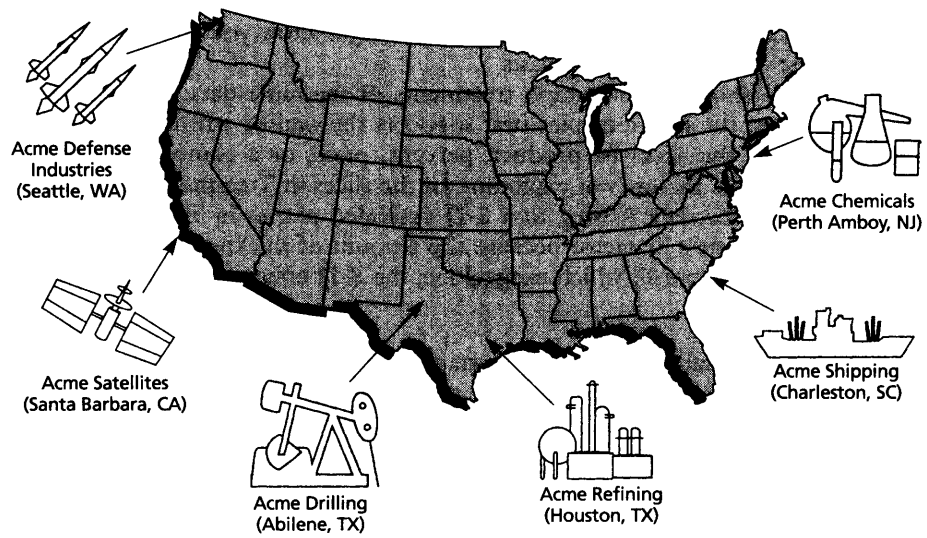 Acme Defense
Industries
(Seattle, WA)
Acme Chemicals
(Perth Amboy, NJ)
Acme Satellites
(Santa Barbara, CA)
Acme Shipping
(Charleston, SC)
Acme Drilling
(Abilene, TX)
Acme Refining
(Houston, TX)